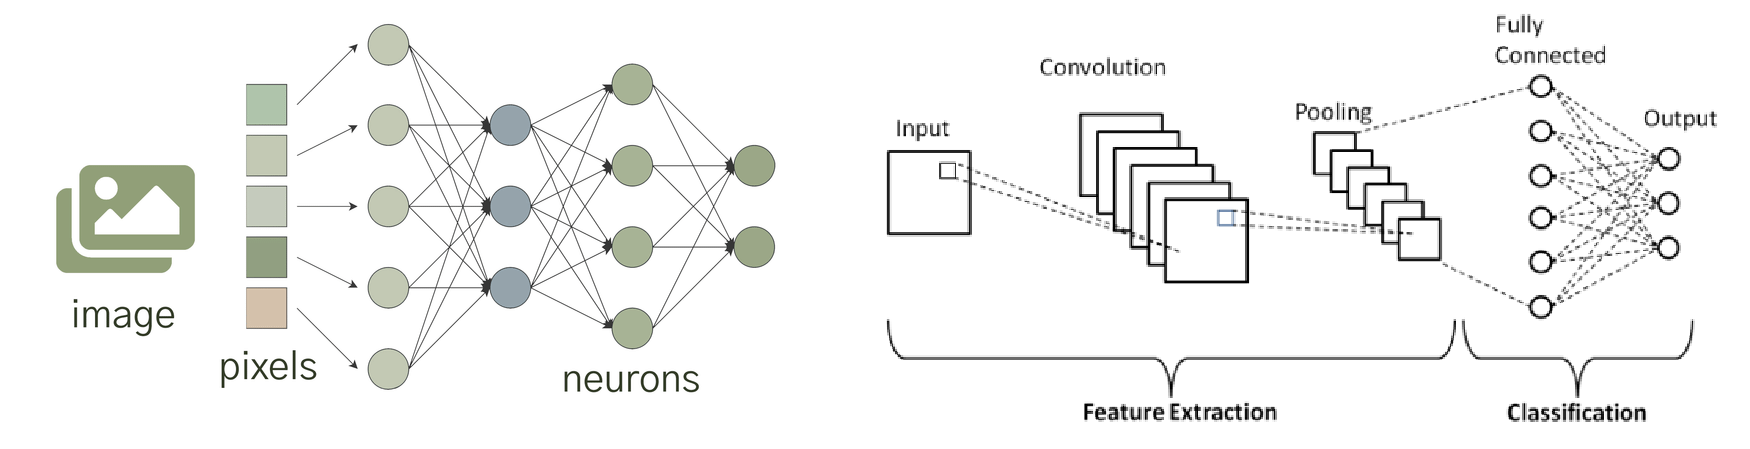 image
pixels
neurons
Input
Convolution
Pooling
Fully
Connected
Output
Feature Extraction
Classification